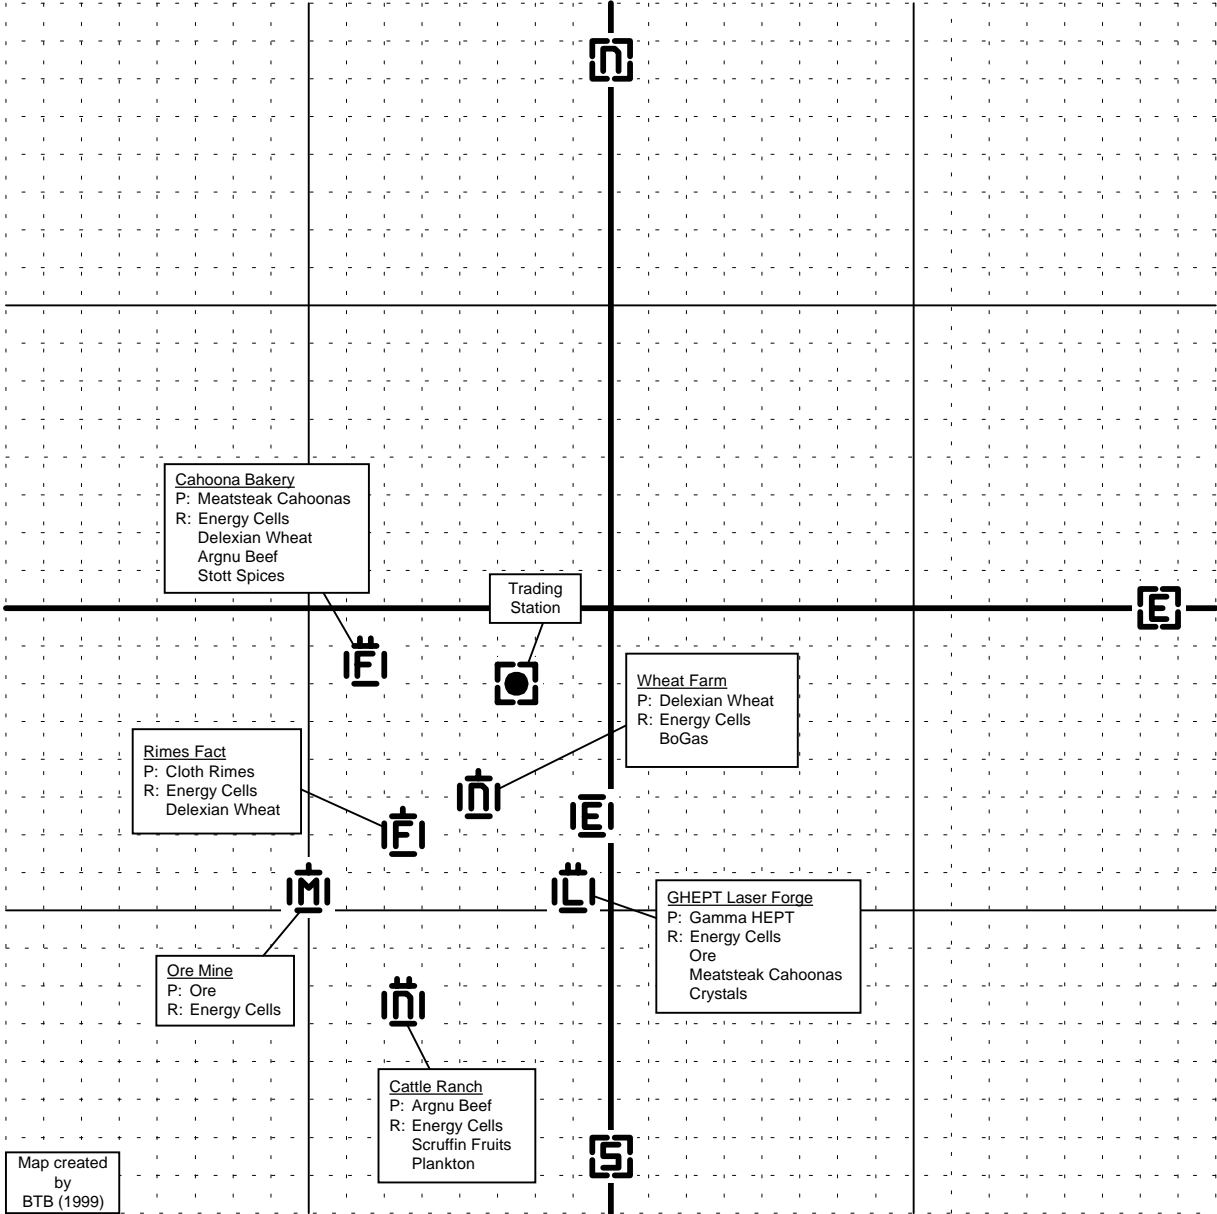 n
Cahoona Bakery
P: Meatsteak Cahoonas
R: Energy Cells
Delexian Wheat
Argnu Beef
Stott Spices
Trading
Station
E
F
Wheat Farm
P: Delexian Wheat
R: Energy Cells
BoGas
Rimes Fact
P: Cloth Rimes
R: Energy Cells
Delexian Wheat
n
E
F
M
L
GHEPT Laser Forge
P: Gamma HEPT
R: Energy Cells
Ore
Meatsteak Cahoonas
Crystals
Ore Mine
P: Ore
R: Energy Cells
n
Cattle Ranch
P: Argnu Beef
R: Energy Cells
Scruffin Fruits
Plankton
S
Map created
by
BTB (1999)